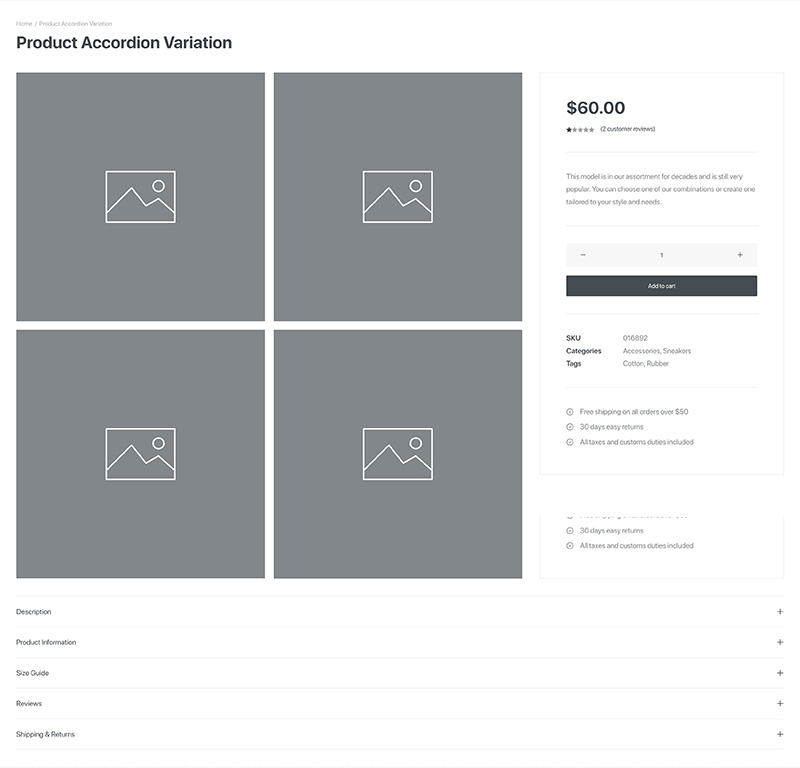 Home / Product Accordion Variation
Product Accordion Variation
$60.00
(2 customer reviews)
This model is in our assortment for decades and is still very
popular. You can choose one of our combinations or create one
tailored to your style and needs.
− 1 +
Add to cart
SKU 016892
Categories Accessories, Sneakers
Tags Cotton, Rubber
Free shipping on all orders over $50
30 days easy returns
All taxes and customs duties included
30 days easy returns
All taxes and customs duties included
Description +
Product Information +
Size Guide +
Reviews +
Shipping & Returns +